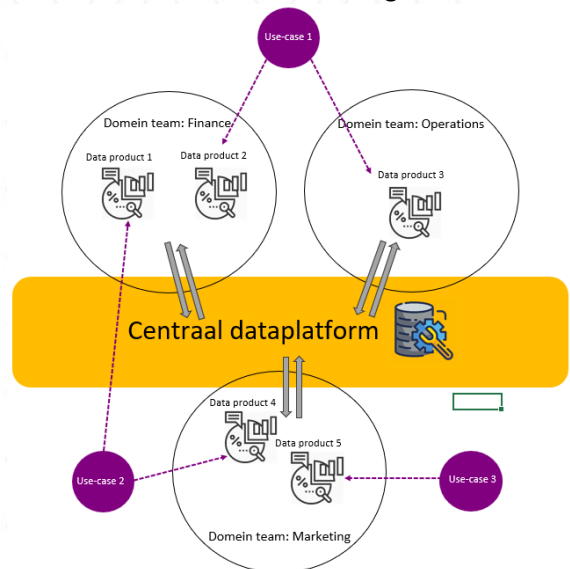 Use-case 1
Domein team: Finance
Domein team: Operations
Data product 1
Data product 2
Data product 3
Centraal dataplatform
Data product 4
Data product 5
Use-case 2
Use-case 3
Domein team: Marketing